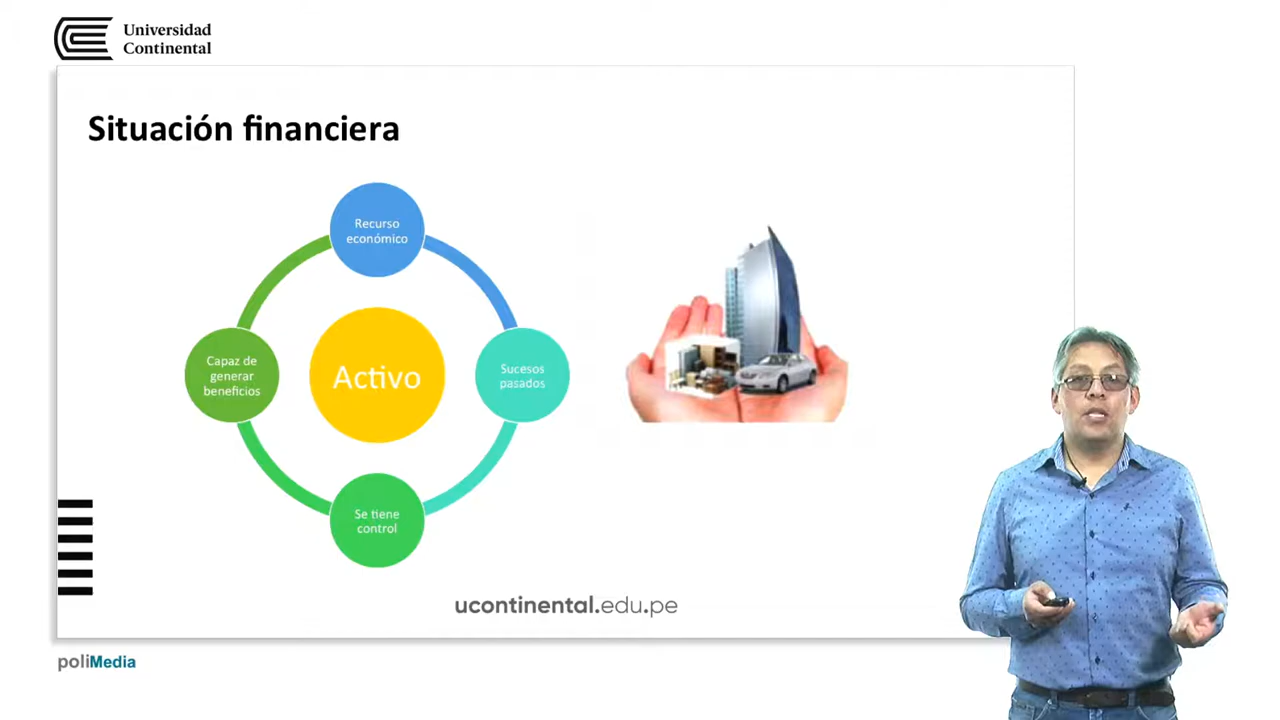 Universidad
Continental
Situación financiera
Recurso
económico
Capaz de
generar
beneficios
Activo
Sucesos
pasados
Se tiene
control
ucontinental.edu.pe
poliMedia